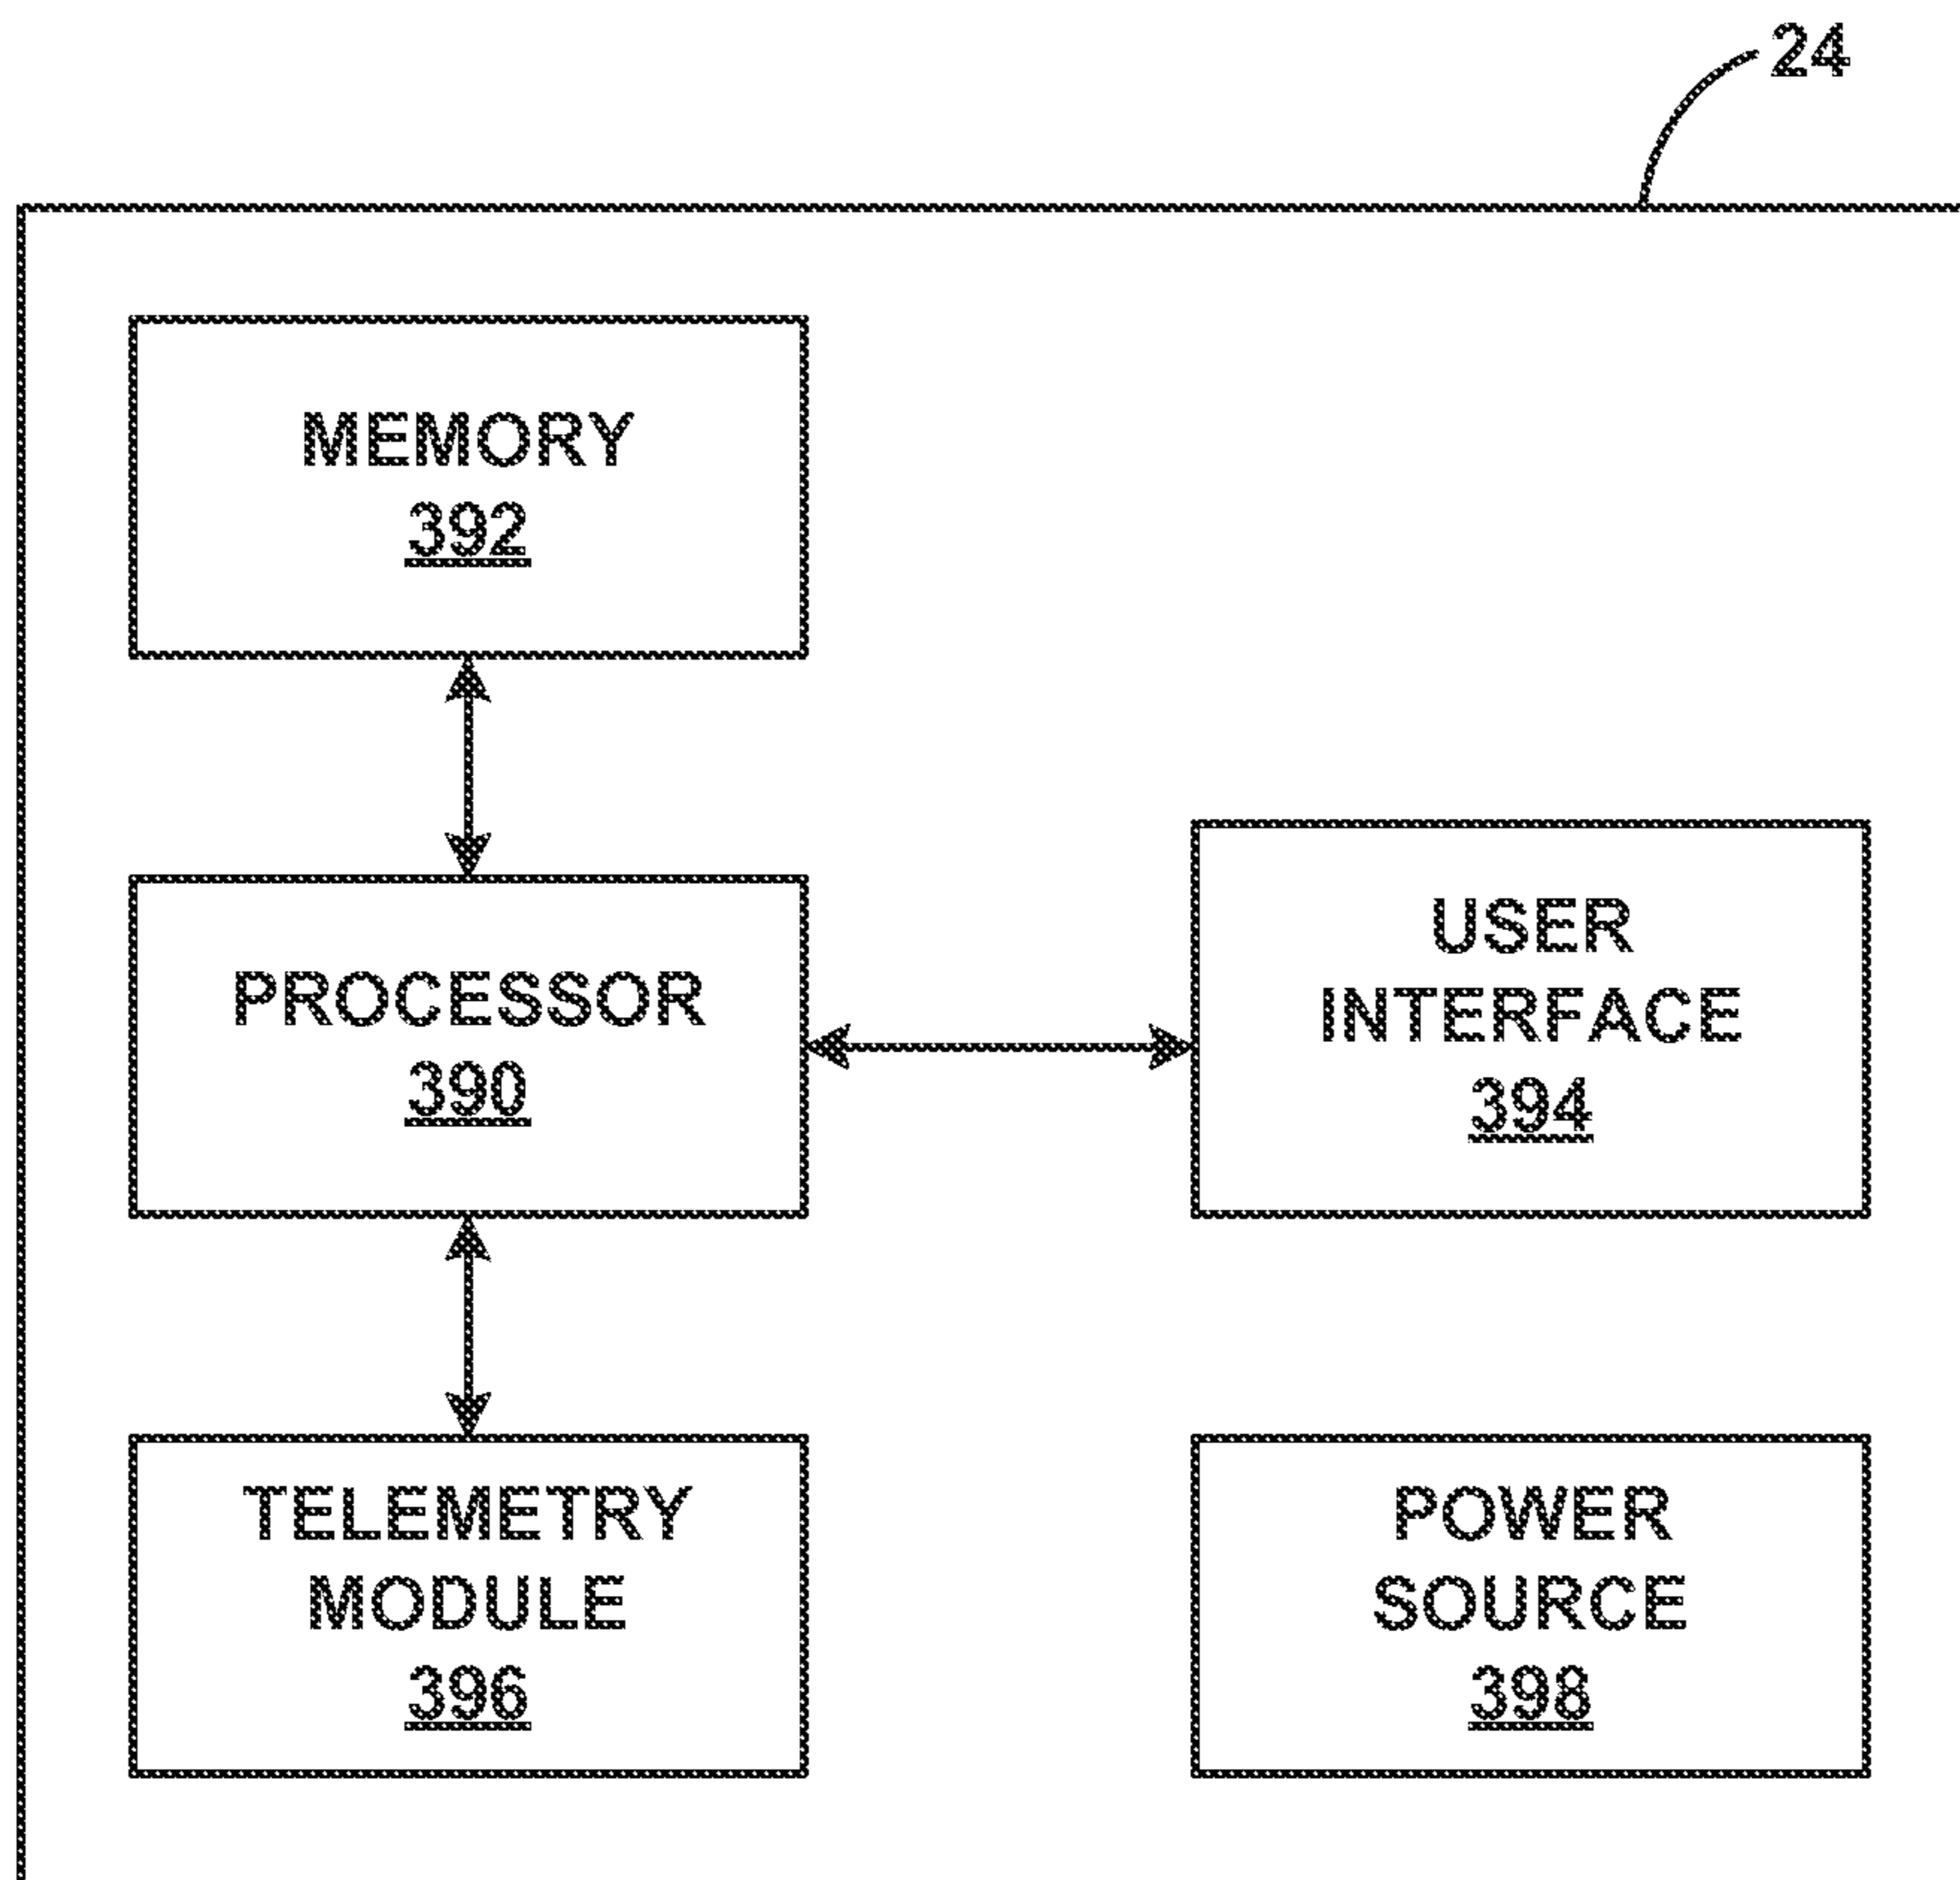 24
MEMORY
392
PROCESSOR
390
USER
INTERFACE
394
TELEMETRY
MODULE
396
POWER
SOURCE
398